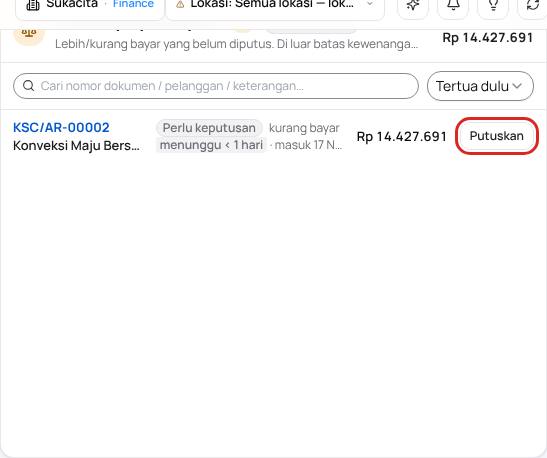 Sukacita · Finance
Lokasi: Semua lokasi — lok...
Lebih/kurang bayar yang belum diputus. Di luar batas kewenanga...
Rp 14.427.691
Cari nomor dokumen / pelanggan / keterangan...
Tertua dulu
KSC/AR-00002
Konveksi Maju Bers...
Perlu keputusan kurang bayar
menunggu < 1 hari · masuk 17 N...
Rp 14.427.691
Putuskan